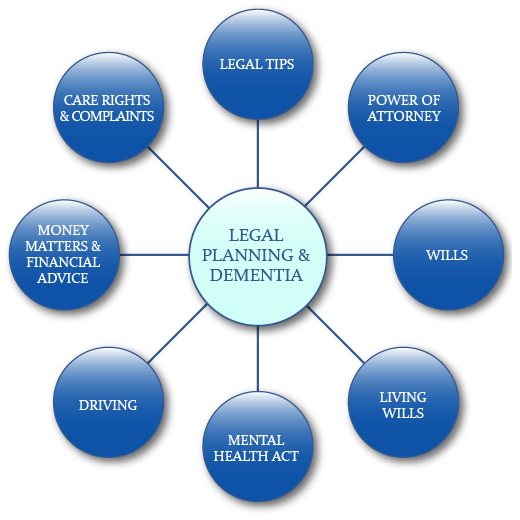 LEGAL TIPS
POWER OF
ATTORNEY
WILLS
LIVING
WILLS
MENTAL
HEALTH ACT
DRIVING
MONEY
MATTERS &
FINANCIAL
ADVICE
CARE RIGHTS
& COMPLAINTS
LEGAL
PLANNING &
DEMENTIA